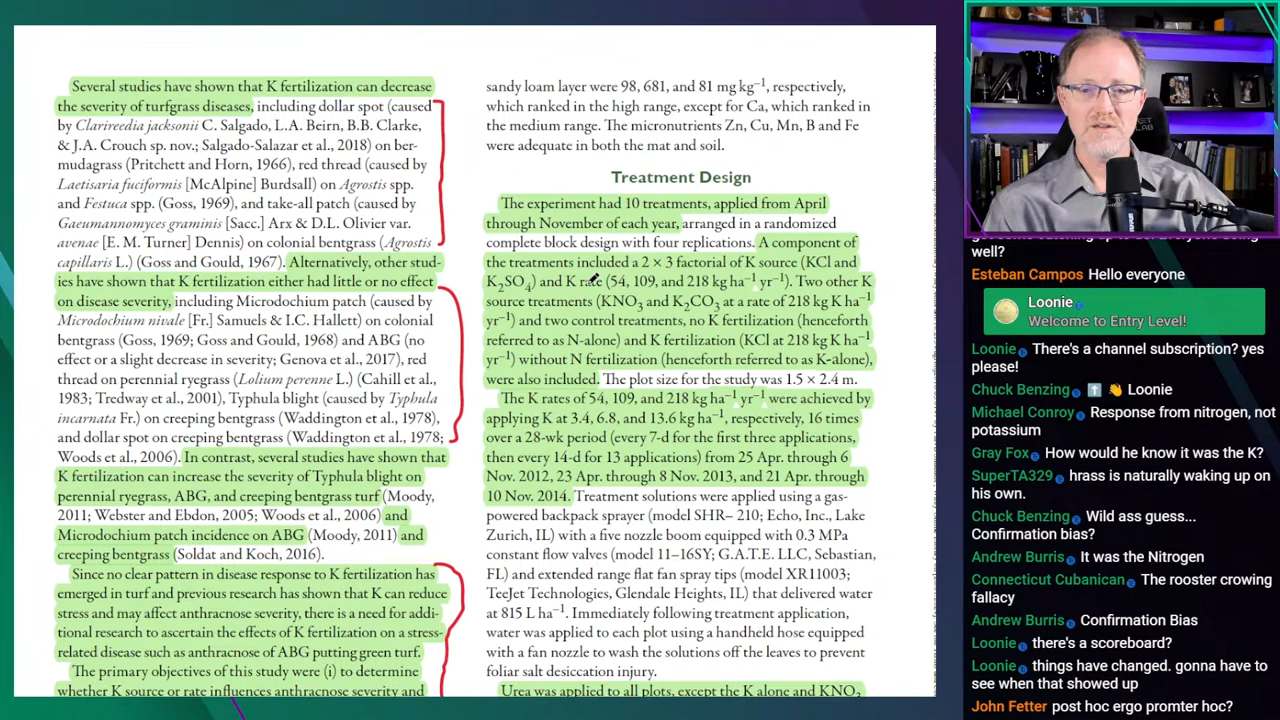 Several studies have shown that K fertilization can decrease
the severity of turfgrass diseases, including dollar spot (caused
by Clarireedia jacksonii C. Salgado, L.A. Beirn, B.B. Clarke,
& J.A. Crouch sp. nov.; Salgado-Salazar et al., 2018) on ber-
mudagrass (Pritchett and Horn, 1966), red thread (caused by
Laetisaria fuciformis [McAlpine] Burdsall) on Agrostis spp.
and Festuca spp. (Goss, 1969), and take-all patch (caused by
Gaeumannomyces graminis [Sacc.] Arx & D.L. Olivier var.
avenae [E. M. Turner] Dennis) on colonial bentgrass (Agrostis
capillaris L.) (Goss and Gould, 1967). Alternatively, other stud-
ies have shown that K fertilization either had little or no effect
on disease severity, including Microdochium patch (caused by
Microdochium nivale [Fr.] Samuels & I.C. Hallett) on colonial
bentgrass (Goss, 1969; Goss and Gould, 1968) and ABG (no
effect or a slight decrease in severity; Genova et al., 2017), red
thread on perennial ryegrass (Lolium perenne L.) (Cahill et al.,
1983; Tredway et al., 2001), Typhula blight (caused by Typhula
incarnata Fr.) on creeping bentgrass (Waddington et al., 1978),
and dollar spot on creeping bentgrass (Waddington et al., 1978;
Woods et al., 2006). In contrast, several studies have shown that
K fertilization can increase the severity of Typhula blight on
perennial ryegrass, ABG, and creeping bentgrass turf (Moody,
2011; Webster and Ebdon, 2005; Woods et al., 2006) and
Microdochium patch incidence on ABG (Moody, 2011) and
creeping bentgrass (Soldat and Koch, 2016).
Since no clear pattern in disease response to K fertilization has
emerged in turf and previous research has shown that K can reduce
stress and may affect anthracnose severity, there is a need for addi-
tional research to ascertain the effects of K fertilization on a stress-
related disease such as anthracnose of ABG putting green turf.
The primary objectives of this study were (i) to determine
whether K source or rate influences anthracnose severity and
sandy loam layer were 98, 681, and 81 mg kg−1, respectively,
which ranked in the high range, except for Ca, which ranked in
the medium range. The micronutrients Zn, Cu, Mn, B and Fe
were adequate in both the mat and soil.
Treatment Design
The experiment had 10 treatments, applied from April
through November of each year, arranged in a randomized
complete block design with four replications. A component of
the treatments included a 2 × 3 factorial of K source (KCl and
K2SO4) and K rate (54, 109, and 218 kg ha−1 yr−1). Two other K
source treatments (KNO3 and K2CO3 at a rate of 218 kg K ha−1
yr−1) and two control treatments, no K fertilization (henceforth
referred to as N-alone) and K fertilization (KCl at 218 kg K ha−1
yr−1) without N fertilization (henceforth referred to as K-alone),
were also included. The plot size for the study was 1.5 × 2.4 m.
The K rates of 54, 109, and 218 kg ha−1 yr−1 were achieved by
applying K at 3.4, 6.8, and 13.6 kg ha−1, respectively, 16 times
over a 28-wk period (every 7-d for the first three applications,
then every 14-d for 13 applications) from 25 Apr. through 6
Nov. 2012, 23 Apr. through 8 Nov. 2013, and 21 Apr. through
10 Nov. 2014. Treatment solutions were applied using a gas-
powered backpack sprayer (model SHR– 210; Echo, Inc., Lake
Zurich, IL) with a five nozzle boom equipped with 0.3 MPa
constant flow valves (model 11–16SY; G.A.T.E. LLC, Sebastian,
FL) and extended range flat fan spray tips (model XR11003;
TeeJet Technologies, Glendale Heights, IL) that delivered water
at 815 L ha−1. Immediately following treatment application,
water was applied to each plot using a handheld hose equipped
with a fan nozzle to wash the solutions off the leaves to prevent
foliar salt desiccation injury.
Urea was applied to all plots, except the K alone and KNO3
well?
Esteban Campos Hello everyone
Loonie
Welcome to Entry Level!
Loonie There's a channel subscription? yes
please!
Chuck Benzing ⬆️ 👏 Loonie
Michael Conroy Response from nitrogen, not
potassium
Gray Fox How would he know it was the K?
SuperTA329 hrass is naturally waking up on
his own.
Chuck Benzing Wild ass guess...
Confirmation bias?
Andrew Burris It was the Nitrogen
Connecticut Cubanican The rooster crowing
fallacy
Andrew Burris Confirmation Bias
Loonie there's a scoreboard?
Loonie things have changed. gonna have to
see when that showed up
John Fetter post hoc ergo promter hoc?